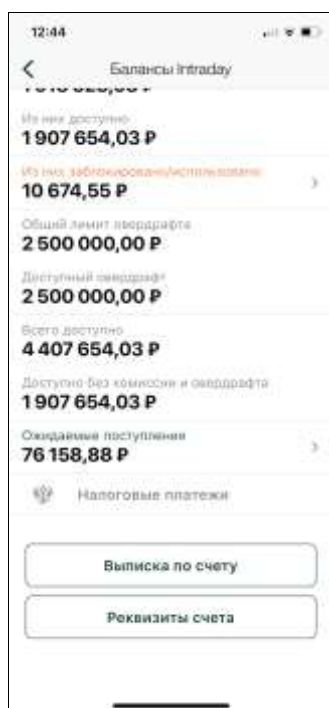 12:44
Балансы Intraday
Из них доступно
1 907 654,03 ₽
Из них заблокировано/использовано
10 674,55 ₽
Общий лимит овердрафта
2 500 000,00 ₽
Доступный овердрафт
2 500 000,00 ₽
Всего доступно
4 407 654,03 ₽
Доступно без комиссии и овердрафта
1 907 654,03 ₽
Ожидаемые поступления
76 158,88 ₽
Налоговые платежи
Выписка по счету
Реквизиты счета